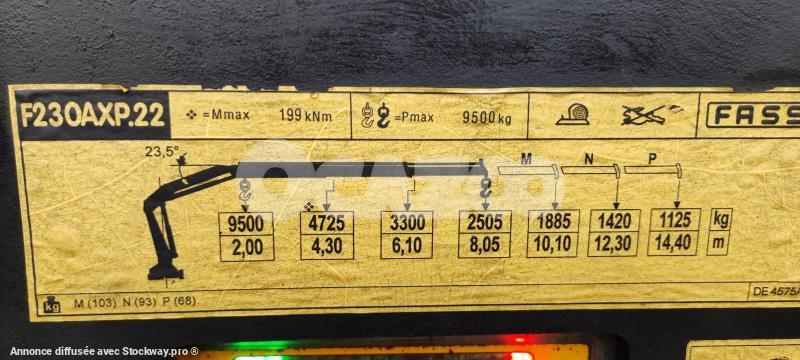 F230AXP.22
❖ =Mmax 199 kNm
=Pmax 9500 kg
FASS
23,5°
M N P
OCAZOO
❖
9500 4725 3300 2505 1885 1420 1125 kg
2,00 4,30 6,10 8,05 10,10 12,30 14,40 m
kg M (103) N (93) P (68)
DE 4575A
Annonce diffusée avec Stockway.pro ®